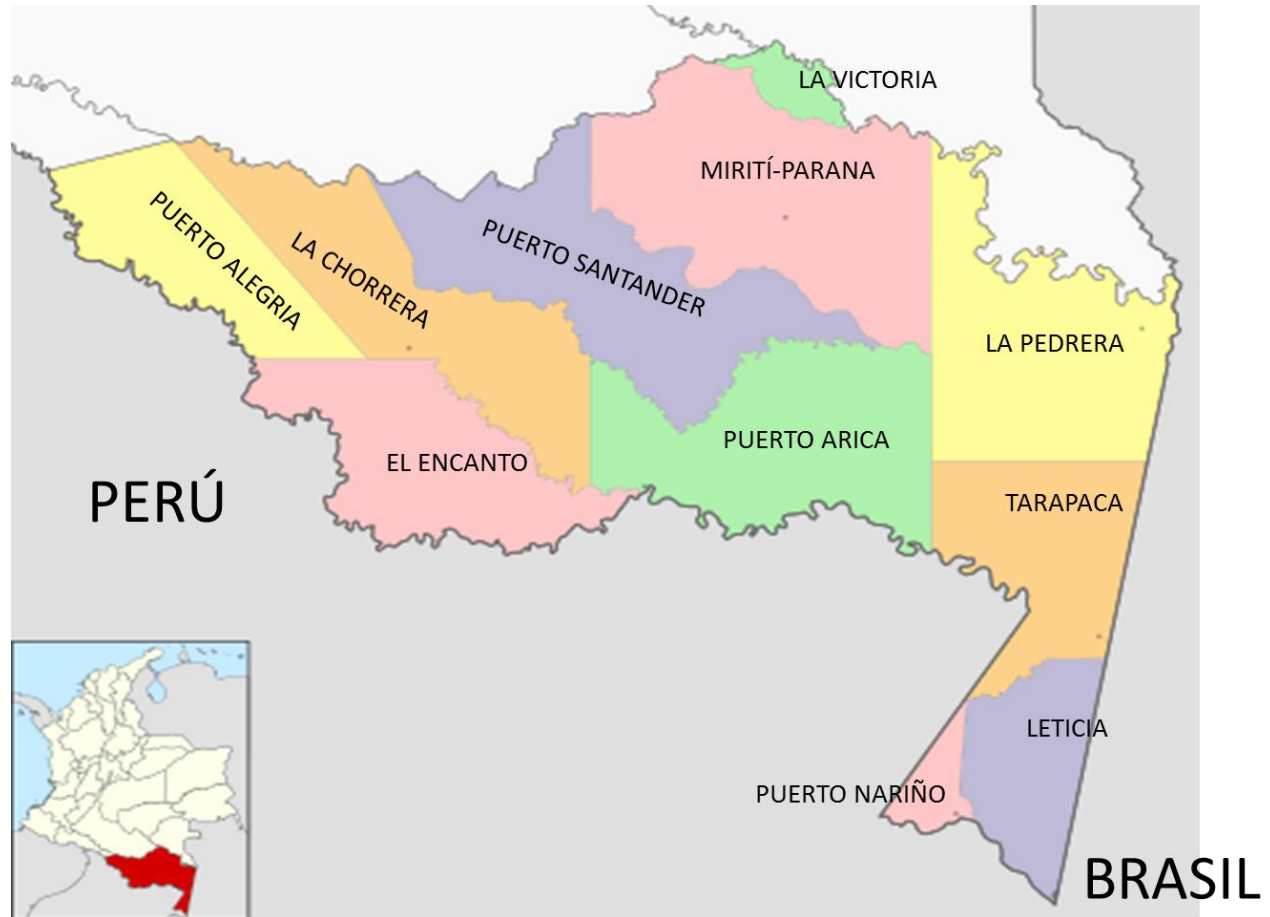 LA VICTORIA
MIRITÍ-PARANA
PUERTO ALEGRIA
LA CHORRERA
PUERTO SANTANDER
LA PEDRERA
PUERTO ARICA
EL ENCANTO
PERÚ
TARAPACA
LETICIA
PUERTO NARIÑO
BRASIL